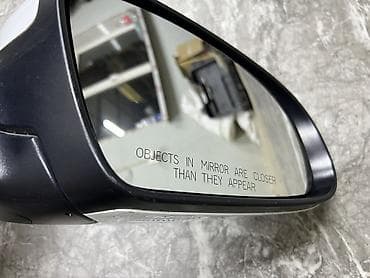 OBJECTS IN MIRROR ARE CLOSER
THAN THEY APPEAR